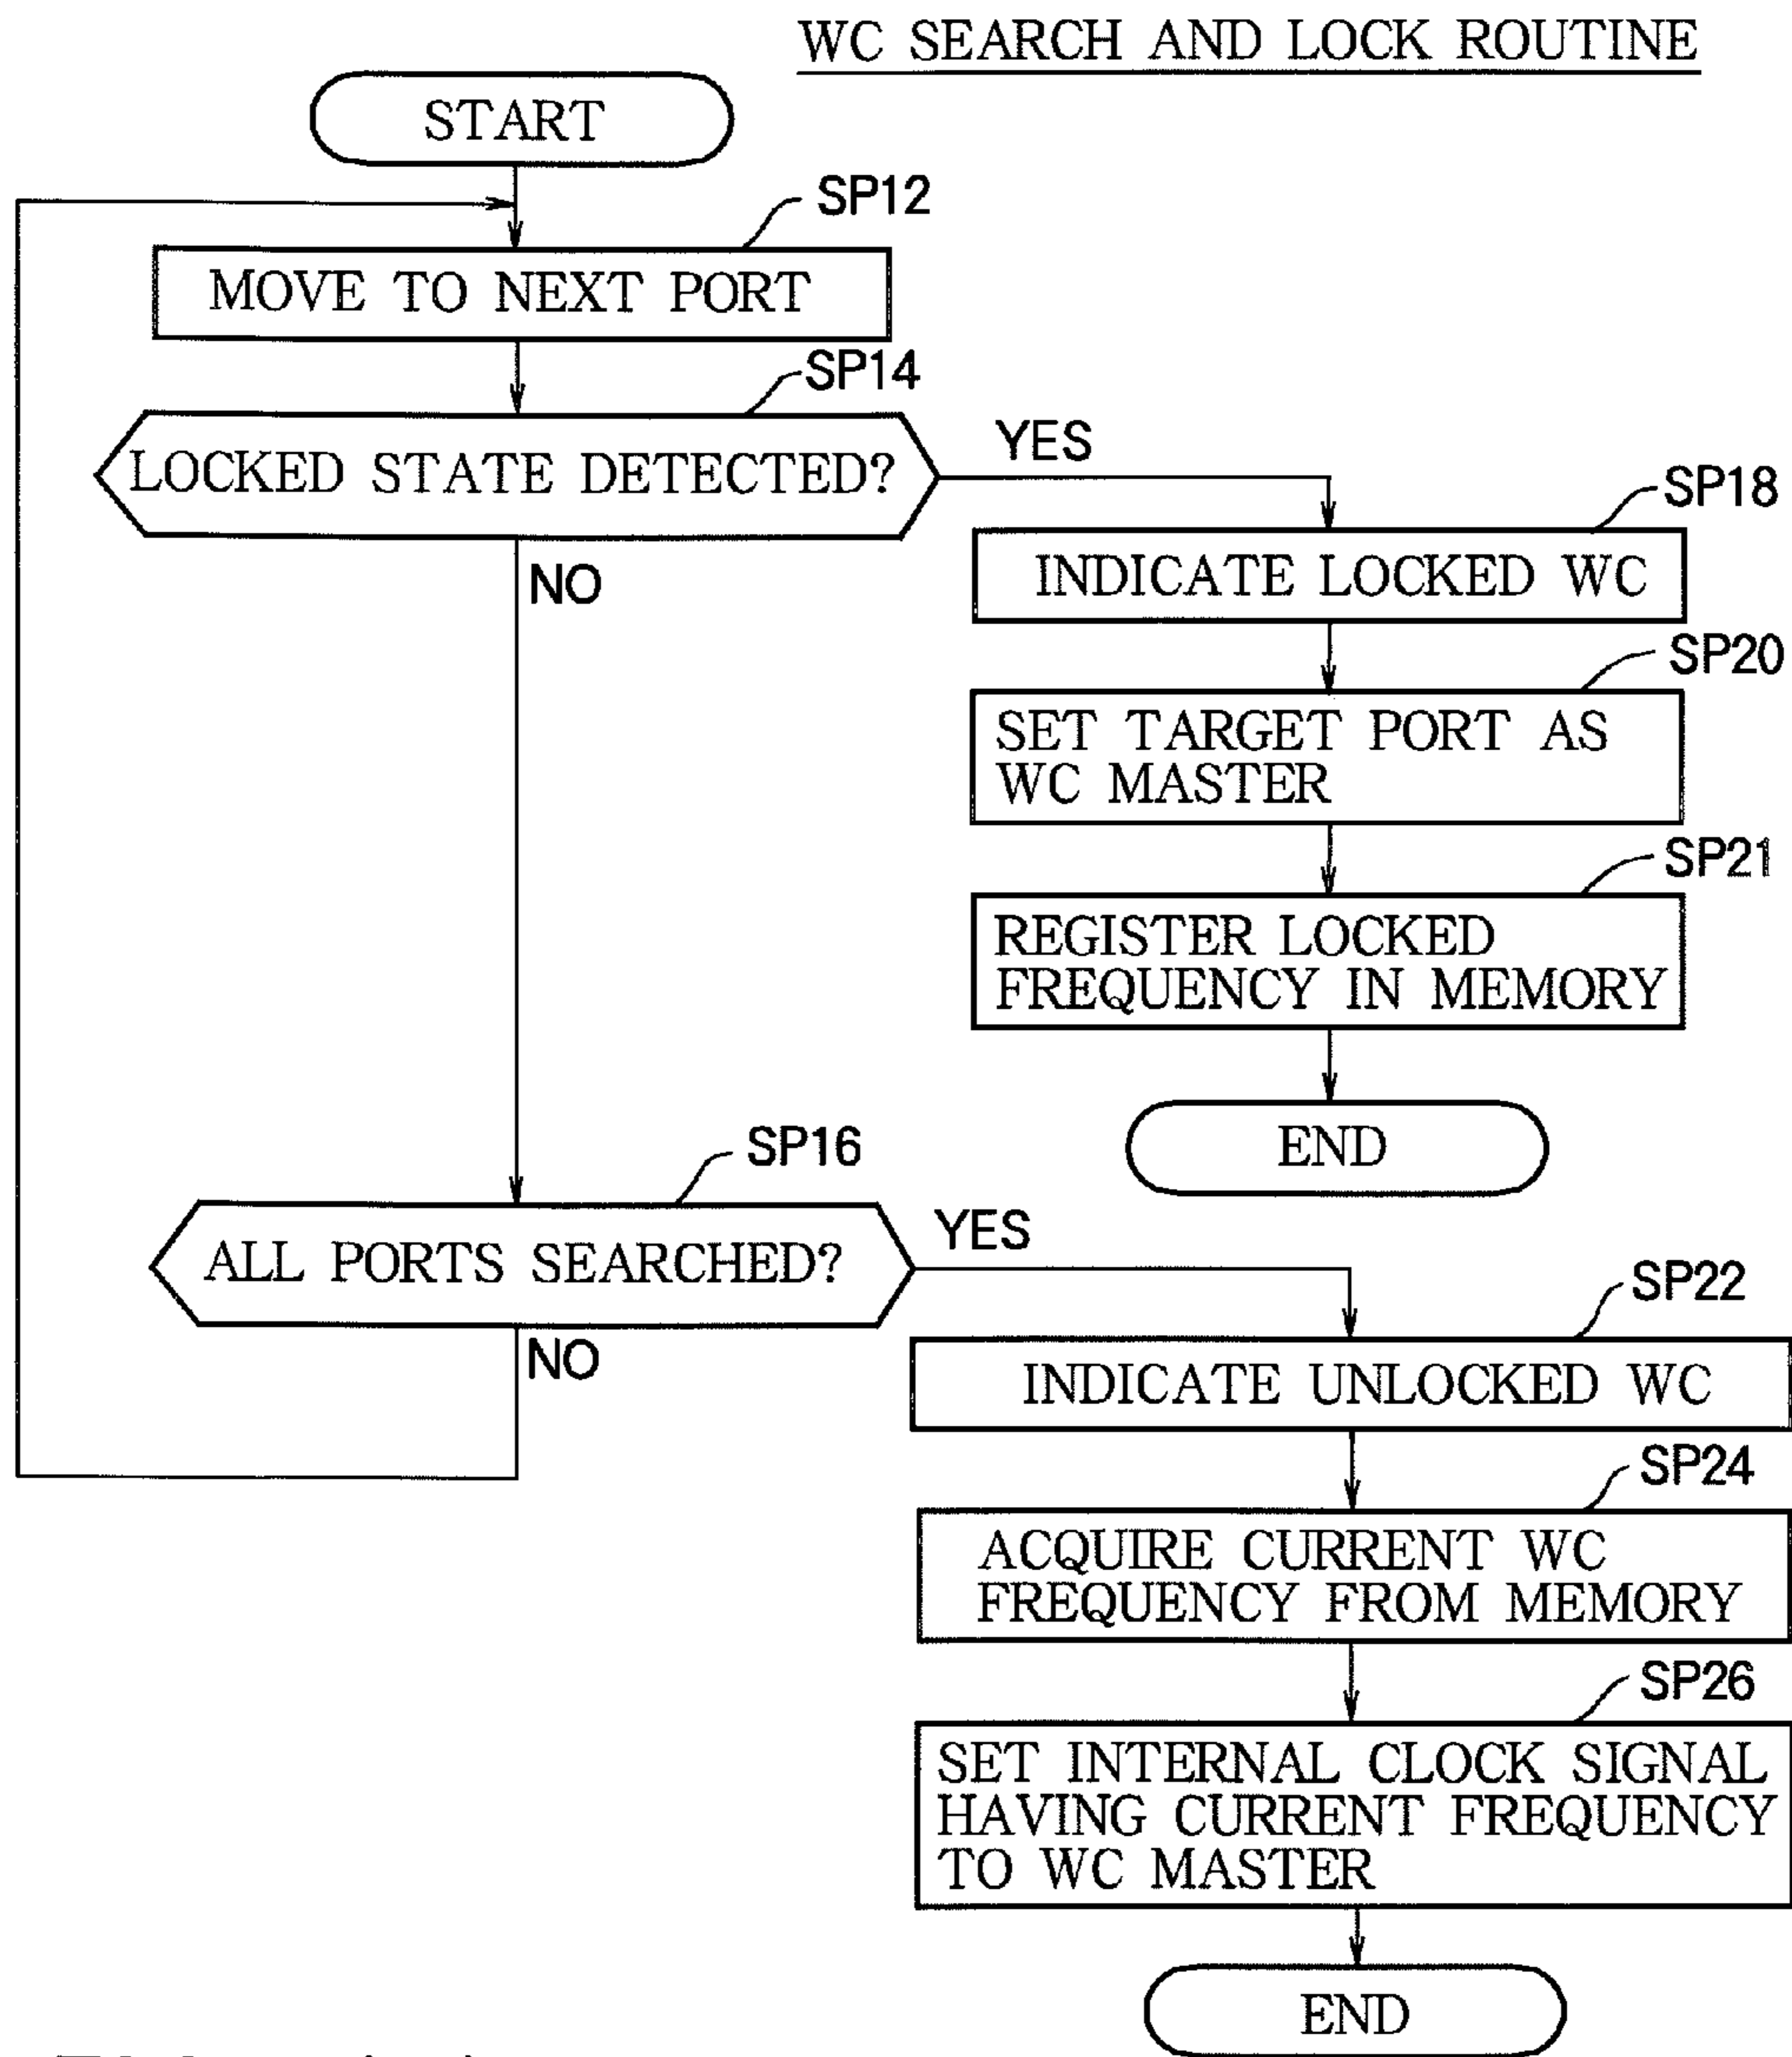 WC SEARCH AND LOCK ROUTINE
START
SP12
MOVE TO NEXT PORT
SP14
LOCKED STATE DETECTED?
YES
NO
SP18
INDICATE LOCKED WC
SP20
SET TARGET PORT AS
WC MASTER
SP21
REGISTER LOCKED
FREQUENCY IN MEMORY
END
SP16
ALL PORTS SEARCHED?
YES
NO
SP22
INDICATE UNLOCKED WC
SP24
ACQUIRE CURRENT WC
FREQUENCY FROM MEMORY
SP26
SET INTERNAL CLOCK SIGNAL
HAVING CURRENT FREQUENCY
TO WC MASTER
END